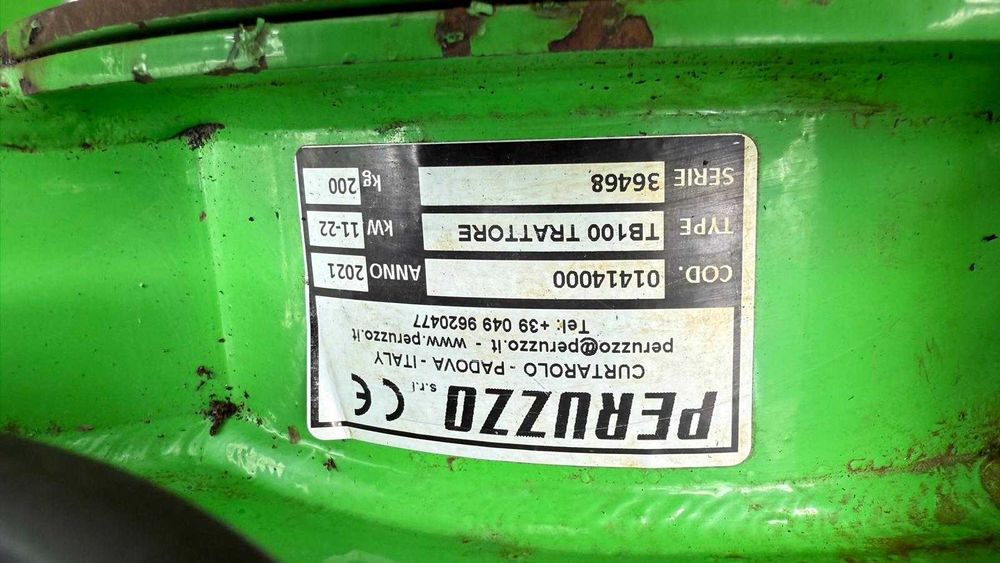 PERUZZO s.r.l CE
CURTAROLO - PADOVA - ITALY
peruzzo@peruzzo.it - www.peruzzo.it
Tel: +39 049 9620477
COD. 01414000 ANNO 2021
TYPE TB100 TRATTORE KW 11-22
SERIE 36468 kg 200